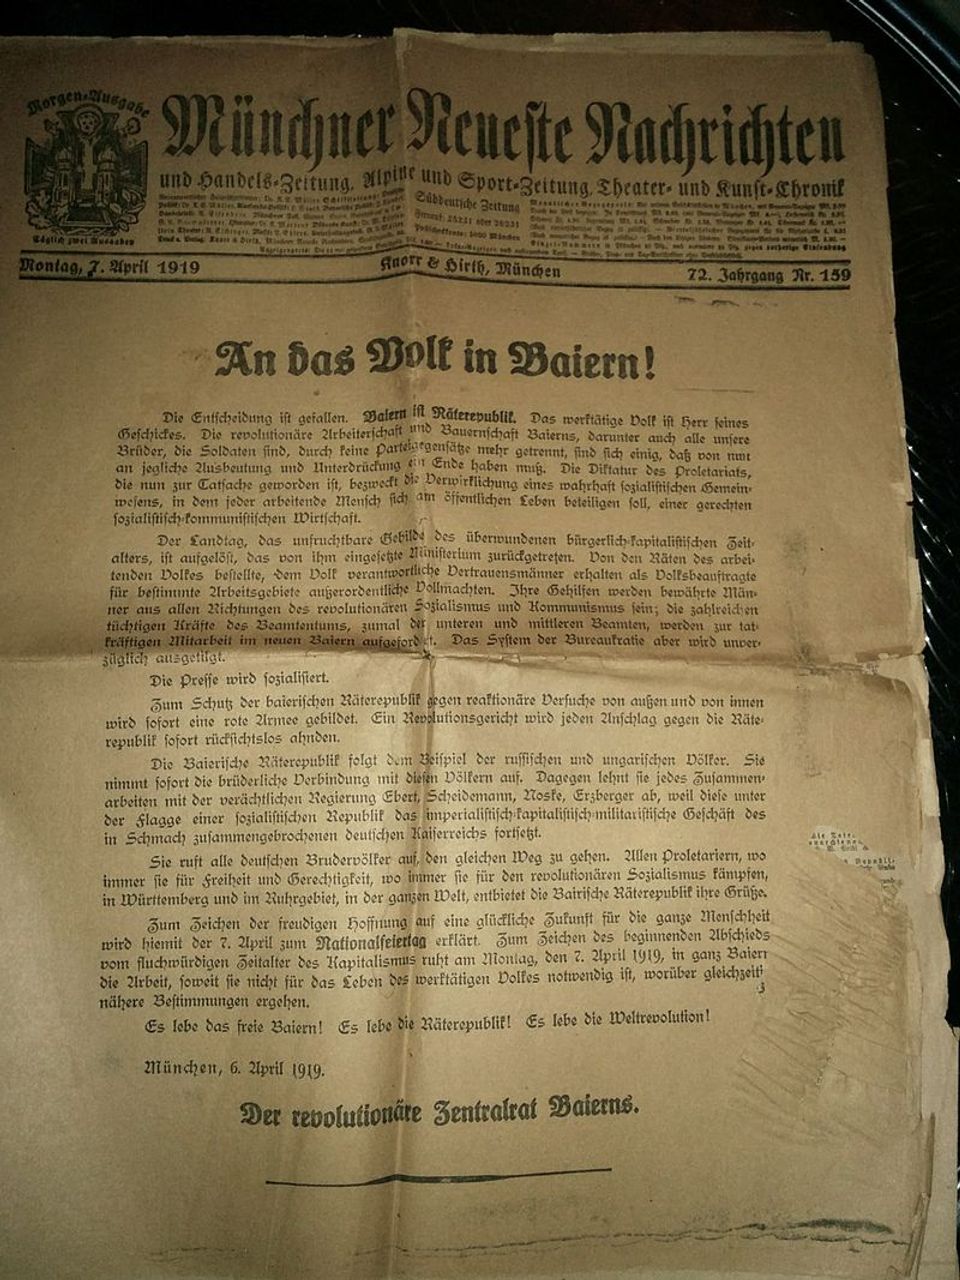 Morgen-Ausgabe
Münchner Neueste Nachrichten
und Handels-Zeitung, Alpine und Sport-Zeitung, Theater- und Kunst-Chronik
Süddeutsche Zeitung
Täglich zwei Ausgaben
Montag, 7. April 1919
Knorr & Hirth, München
72. Jahrgang Nr. 159
An das Volk in Baiern!
Die Entscheidung ist gefallen. Baiern ist Räterepublik. Das werktätige Volk ist Herr seines
Geschickes. Die revolutionäre Arbeiterschaft und Bauernschaft Baierns, darunter auch alle unsere
Brüder, die Soldaten sind, durch keine Parteigegensätze mehr getrennt, sind sich einig, daß von nun
an jegliche Ausbeutung und Unterdrückung ein Ende haben muß. Die Diktatur des Proletariats,
die nun zur Tatsache geworden ist, bezweckt die Verwirklichung eines wahrhaft sozialistischen Gemein-
wesens, in dem jeder arbeitende Mensch sich am öffentlichen Leben beteiligen soll, einer gerechten
sozialistisch-kommunistischen Wirtschaft.
Der Landtag, das unfruchtbare Gebilde des überwundenen bürgerlich-kapitalistischen Zeit-
alters, ist aufgelöst, das von ihm eingesetzte Ministerium zurückgetreten. Von den Räten des arbei-
tenden Volkes bestellte, dem Volk verantwortliche Vertrauensmänner erhalten als Volksbeauftragte
für bestimmte Arbeitsgebiete außerordentliche Vollmachten. Ihre Gehilfen werden bewährte Män-
ner aus allen Richtungen des revolutionären Sozialismus und Kommunismus sein; die zahlreichen
tüchtigen Kräfte des Beamtentums, zumal der unteren und mittleren Beamten, werden zur tat-
kräftigen Mitarbeit im neuen Baiern aufgefordert. Das System der Bureaukratie aber wird unver-
züglich ausgetilgt.
Die Presse wird sozialisiert.
Zum Schutz der baierischen Räterepublik gegen reaktionäre Versuche von außen und von innen
wird sofort eine rote Armee gebildet. Ein Revolutionsgericht wird jeden Anschlag gegen die Räte-
republik sofort rücksichtslos ahnden.
Die Baierische Räterepublik folgt dem Beispiel der russischen und ungarischen Völker. Sie
nimmt sofort die brüderliche Verbindung mit diesen Völkern auf. Dagegen lehnt sie jedes Zusammen-
arbeiten mit der verächtlichen Regierung Ebert, Scheidemann, Noske, Erzberger ab, weil diese unter
der Flagge einer sozialistischen Republik das imperialistisch-kapitalistisch-militaristische Geschäft des
in Schmach zusammengebrochenen deutschen Kaiserreichs fortsetzt.
Sie ruft alle deutschen Brudervölker auf, den gleichen Weg zu gehen. Allen Proletariern, wo
immer sie für Freiheit und Gerechtigkeit, wo immer sie für den revolutionären Sozialismus kämpfen,
in Württemberg und im Ruhrgebiet, in der ganzen Welt, entbietet die Bairische Räterepublik ihre Grüße.
Zum Zeichen der freudigen Hoffnung auf eine glückliche Zukunft für die ganze Menschheit
wird hiemit der 7. April zum Nationalfeiertag erklärt. Zum Zeichen des beginnenden Abschieds
vom fluchwürdigen Zeitalter des Kapitalismus ruht am Montag, den 7. April 1919, in ganz Baiern
die Arbeit, soweit sie nicht für das Leben des werktätigen Volkes notwendig ist, worüber gleichzeitig
nähere Bestimmungen ergehen.
Es lebe das freie Baiern! Es lebe die Räterepublik! Es lebe die Weltrevolution!
München, 6. April 1919.
Der revolutionäre Zentralrat Baierns.